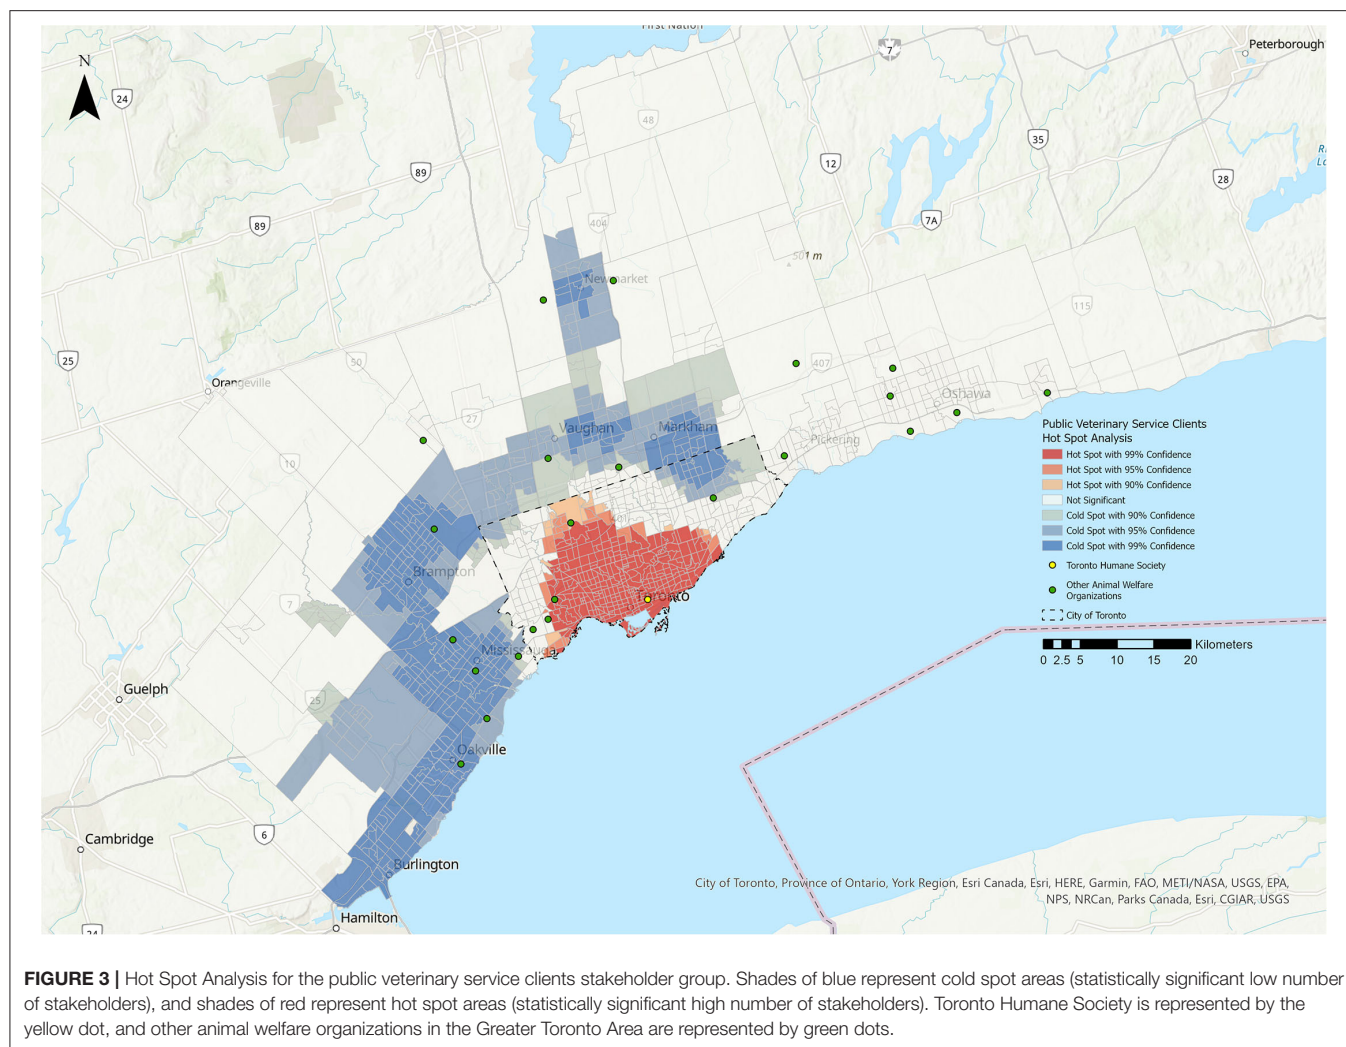 First Nation
N
7
Peterborough
24
48
35
12
89
28
7A
89
404
501 m
Newmarket
115
25
50
407
Orangeville
Oshawa
27
Vaughan
Markham
Pickering
10
Public Veterinary Service Clients
Hot Spot Analysis
Hot Spot with 99% Confidence
Hot Spot with 95% Confidence
Hot Spot with 90% Confidence
Not Significant
Cold Spot with 90% Confidence
Cold Spot with 95% Confidence
Cold Spot with 99% Confidence
Toronto Humane Society
Other Animal Welfare
Organizations
City of Toronto
Kilometers
0 2.5 5 10 15 20
401
Brampton
7
Toronto
Mississauga
2
Guelph
25
Oakville
6
Cambridge
Burlington
Hamilton
24
City of Toronto, Province of Ontario, York Region, Esri Canada, Esri, HERE, Garmin, FAO, METI/NASA, USGS, EPA,
NPS, NRCan, Parks Canada, Esri, CGIAR, USGS
FIGURE 3 | Hot Spot Analysis for the public veterinary service clients stakeholder group. Shades of blue represent cold spot areas (statistically significant low number
of stakeholders), and shades of red represent hot spot areas (statistically significant high number of stakeholders). Toronto Humane Society is represented by the
yellow dot, and other animal welfare organizations in the Greater Toronto Area are represented by green dots.